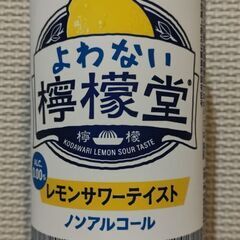 よわない
檸檬堂
檸檬
KODAWARI LEMON SOUR TASTE
ALC.
0.00%
レモンサワーテイスト
ノンアルコール